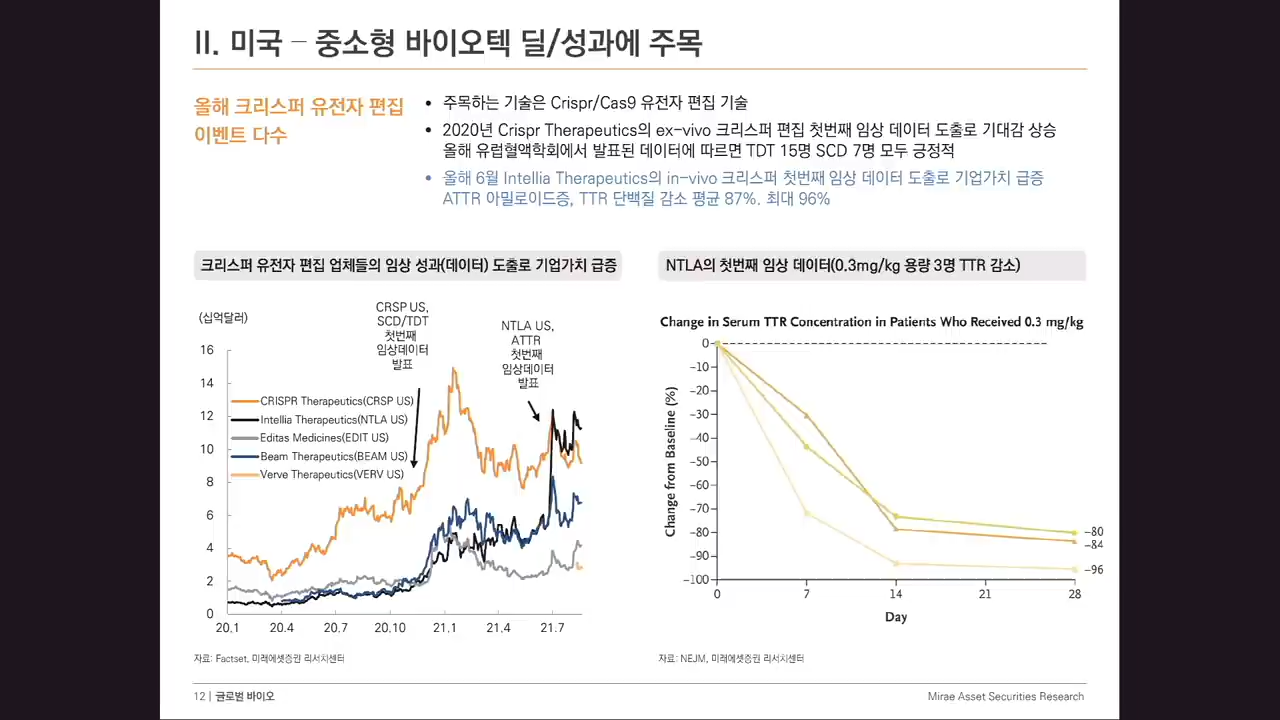 II. 미국 – 중소형 바이오텍 딜/성과에 주목
올해 크리스퍼 유전자 편집
이벤트 다수
• 주목하는 기술은 Crispr/Cas9 유전자 편집 기술
• 2020년 Crispr Therapeutics의 ex-vivo 크리스퍼 편집 첫번째 임상 데이터 도출로 기대감 상승
올해 유럽혈액학회에서 발표된 데이터에 따르면 TDT 15명 SCD 7명 모두 긍정적
• 올해 6월 Intellia Therapeutics의 in-vivo 크리스퍼 첫번째 임상 데이터 도출로 기업가치 급증
ATTR 아밀로이드증, TTR 단백질 감소 평균 87%. 최대 96%
크리스퍼 유전자 편집 업체들의 임상 성과(데이터) 도출로 기업가치 급증
(십억달러)
CRSP US,
SCD/TDT
첫번째
임상데이터
발표
NTLA US,
ATTR
첫번째
임상데이터
발표
16
14
12
10
8
6
4
2
0
CRISPR Therapeutics(CRSP US)
Intellia Therapeutics(NTLA US)
Editas Medicines(EDIT US)
Beam Therapeutics(BEAM US)
Verve Therapeutics(VERV US)
20.1 20.4 20.7 20.10 21.1 21.4 21.7
자료: Factset, 미래에셋증권 리서치센터
NTLA의 첫번째 임상 데이터(0.3mg/kg 용량 3명 TTR 감소)
Change in Serum TTR Concentration in Patients Who Received 0.3 mg/kg
Change from Baseline (%)
0
-10
-20
-30
-40
-50
-60
-70
-80
-90
-100
-80
-84
-96
0 7 14 21 28
Day
자료: NEJM, 미래에셋증권 리서치센터
12 | 글로벌 바이오
Mirae Asset Securities Research